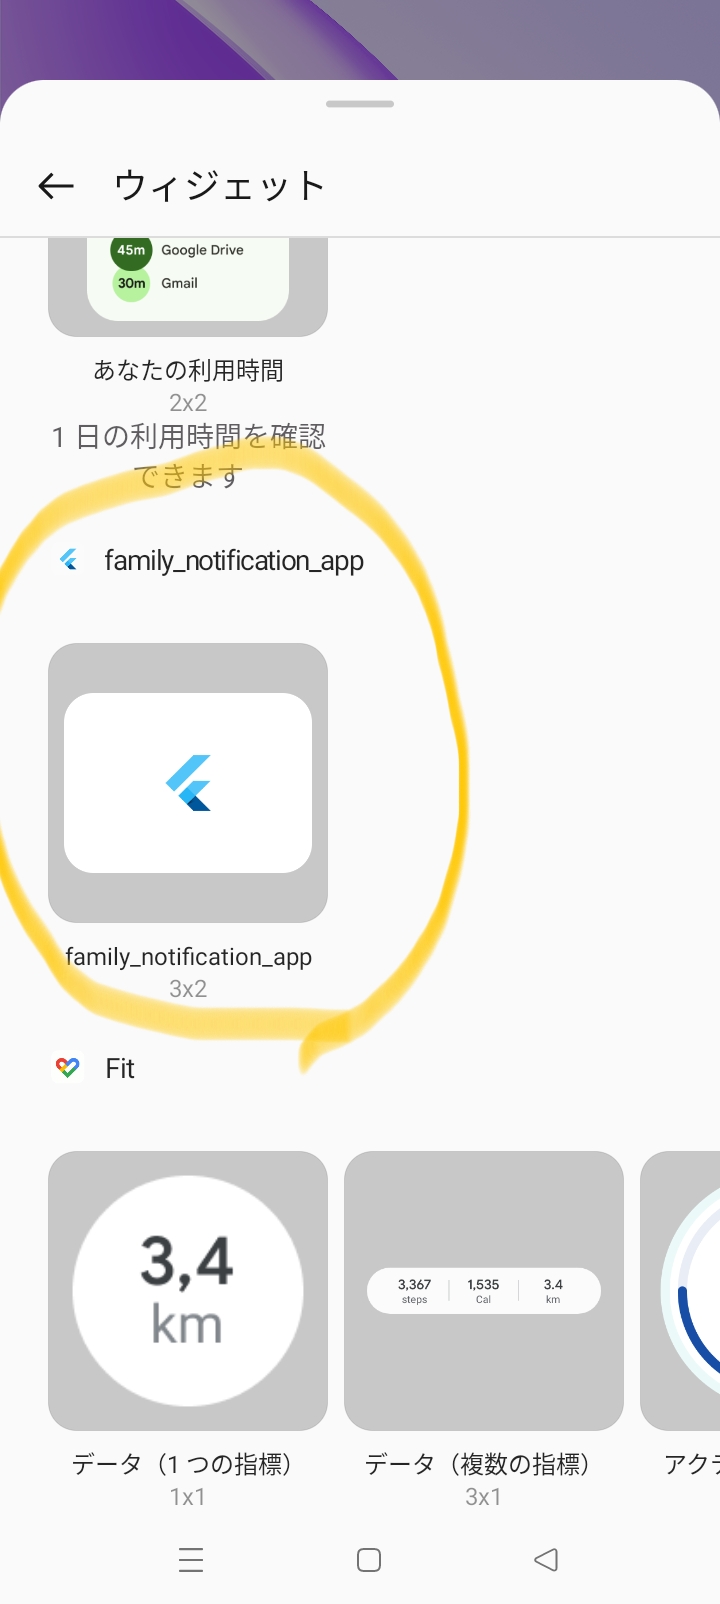 ウィジェット
45m Google Drive
30m Gmail
あなたの利用時間
2x2
1 日の利用時間を確認
できます
family_notification_app
family_notification_app
3x2
Fit
3,4
km
3,367 1,535 3.4
steps Cal km
データ（1 つの指標） データ（複数の指標） アクテ
1x1 3x1